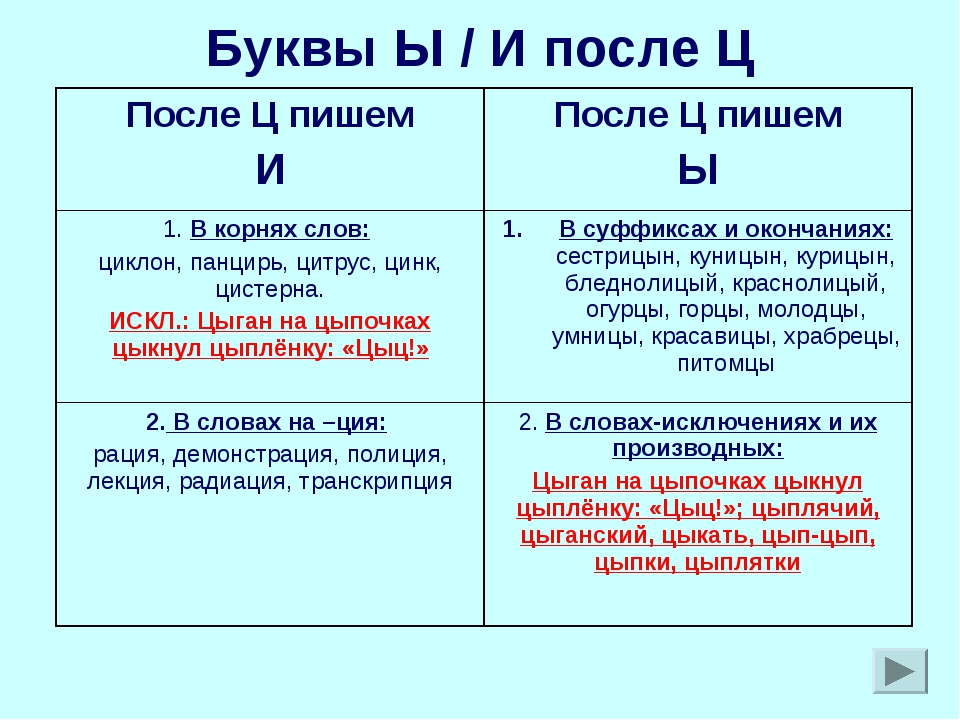 Буквы Ы / И после Ц
После Ц пишем
И
После Ц пишем
Ы
1. В корнях слов:
циклон, панцирь, цитрус, цинк,
цистерна.
ИСКЛ.: Цыган на цыпочках
цыкнул цыплёнку: «Цыц!»
1. В суффиксах и окончаниях:
сестрицын, куницын, курицын,
бледнолицый, краснолицый,
огурцы, горцы, молодцы,
умницы, красавицы, храбрецы,
питомцы
2. В словах на –ция:
рация, демонстрация, полиция,
лекция, радиация, транскрипция
2. В словах-исключениях и их
производных:
Цыган на цыпочках цыкнул
цыплёнку: «Цыц!»; цыплячий,
цыганский, цыкать, цып-цып,
цыпки, цыплятки